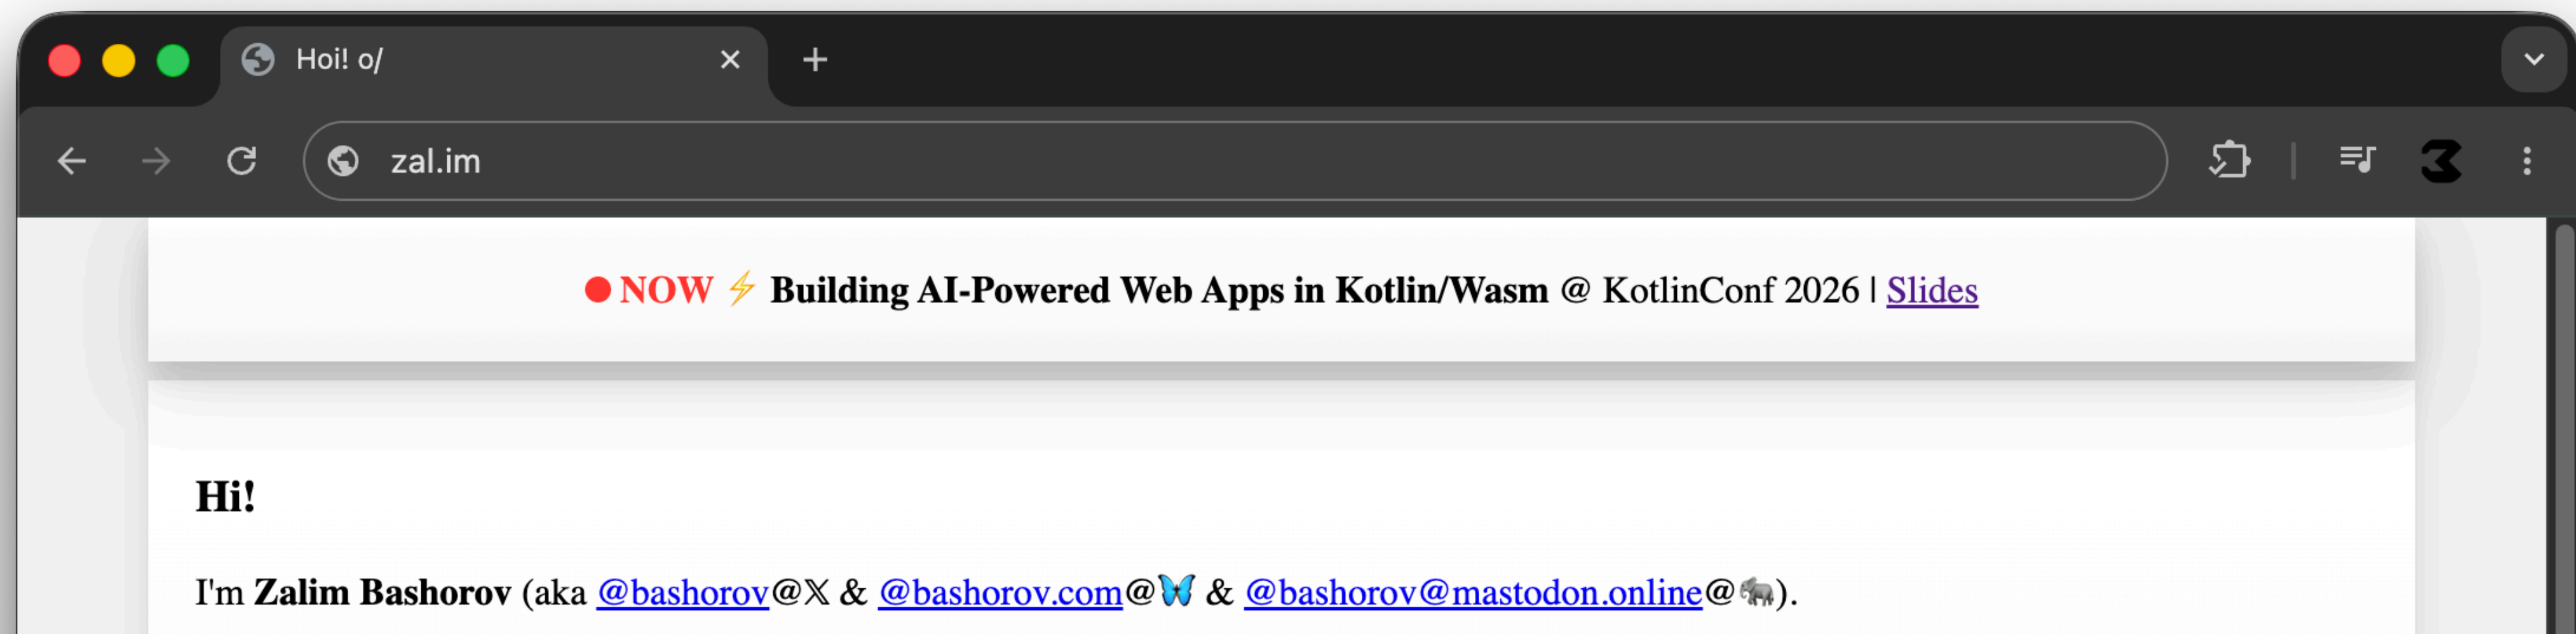 Hoi! o/
zal.im
🔴 NOW ⚡ Building AI-Powered Web Apps in Kotlin/Wasm @ KotlinConf 2026 | Slides
Hi!
I'm Zalim Bashorov (aka @bashorov@𝕏 & @bashorov.com@🦋 & @bashorov@mastodon.online@🐘).